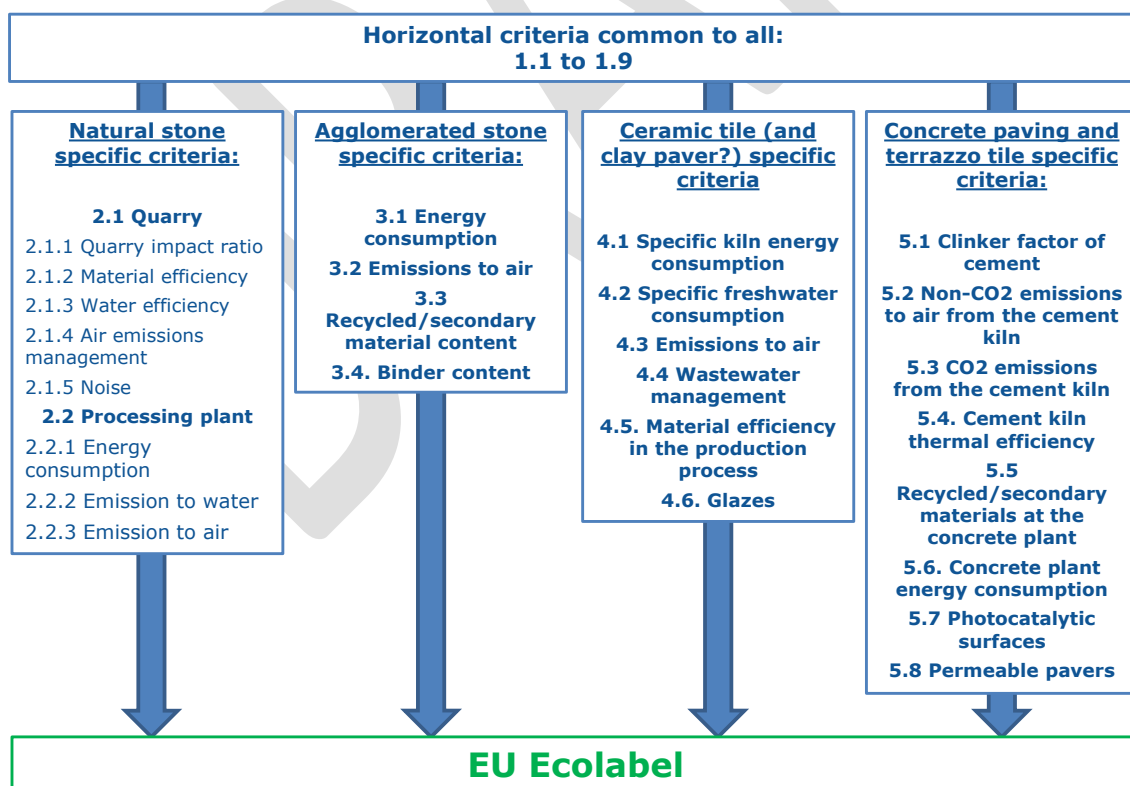 Horizontal criteria common to all:
1.1 to 1.9
Natural stone
specific criteria:
2.1 Quarry
2.1.1 Quarry impact ratio
2.1.2 Material efficiency
2.1.3 Water efficiency
2.1.4 Air emissions
management
2.1.5 Noise
2.2 Processing plant
2.2.1 Energy
consumption
2.2.2 Emission to water
2.2.3 Emission to air
Agglomerated stone
specific criteria:
3.1 Energy
consumption
3.2 Emissions to air
3.3
Recycled/secondary
material content
3.4. Binder content
Ceramic tile (and
clay paver?) specific
criteria
4.1 Specific kiln energy
consumption
4.2 Specific freshwater
consumption
4.3 Emissions to air
4.4 Wastewater
management
4.5. Material efficiency
in the production
process
4.6. Glazes
Concrete paving and
terrazzo tile specific
criteria:
5.1 Clinker factor of
cement
5.2 Non-CO2 emissions
to air from the cement
kiln
5.3 CO2 emissions
from the cement kiln
5.4. Cement kiln
thermal efficiency
5.5
Recycled/secondary
materials at the
concrete plant
5.6. Concrete plant
energy consumption
5.7 Photocatalytic
surfaces
5.8 Permeable pavers
EU Ecolabel